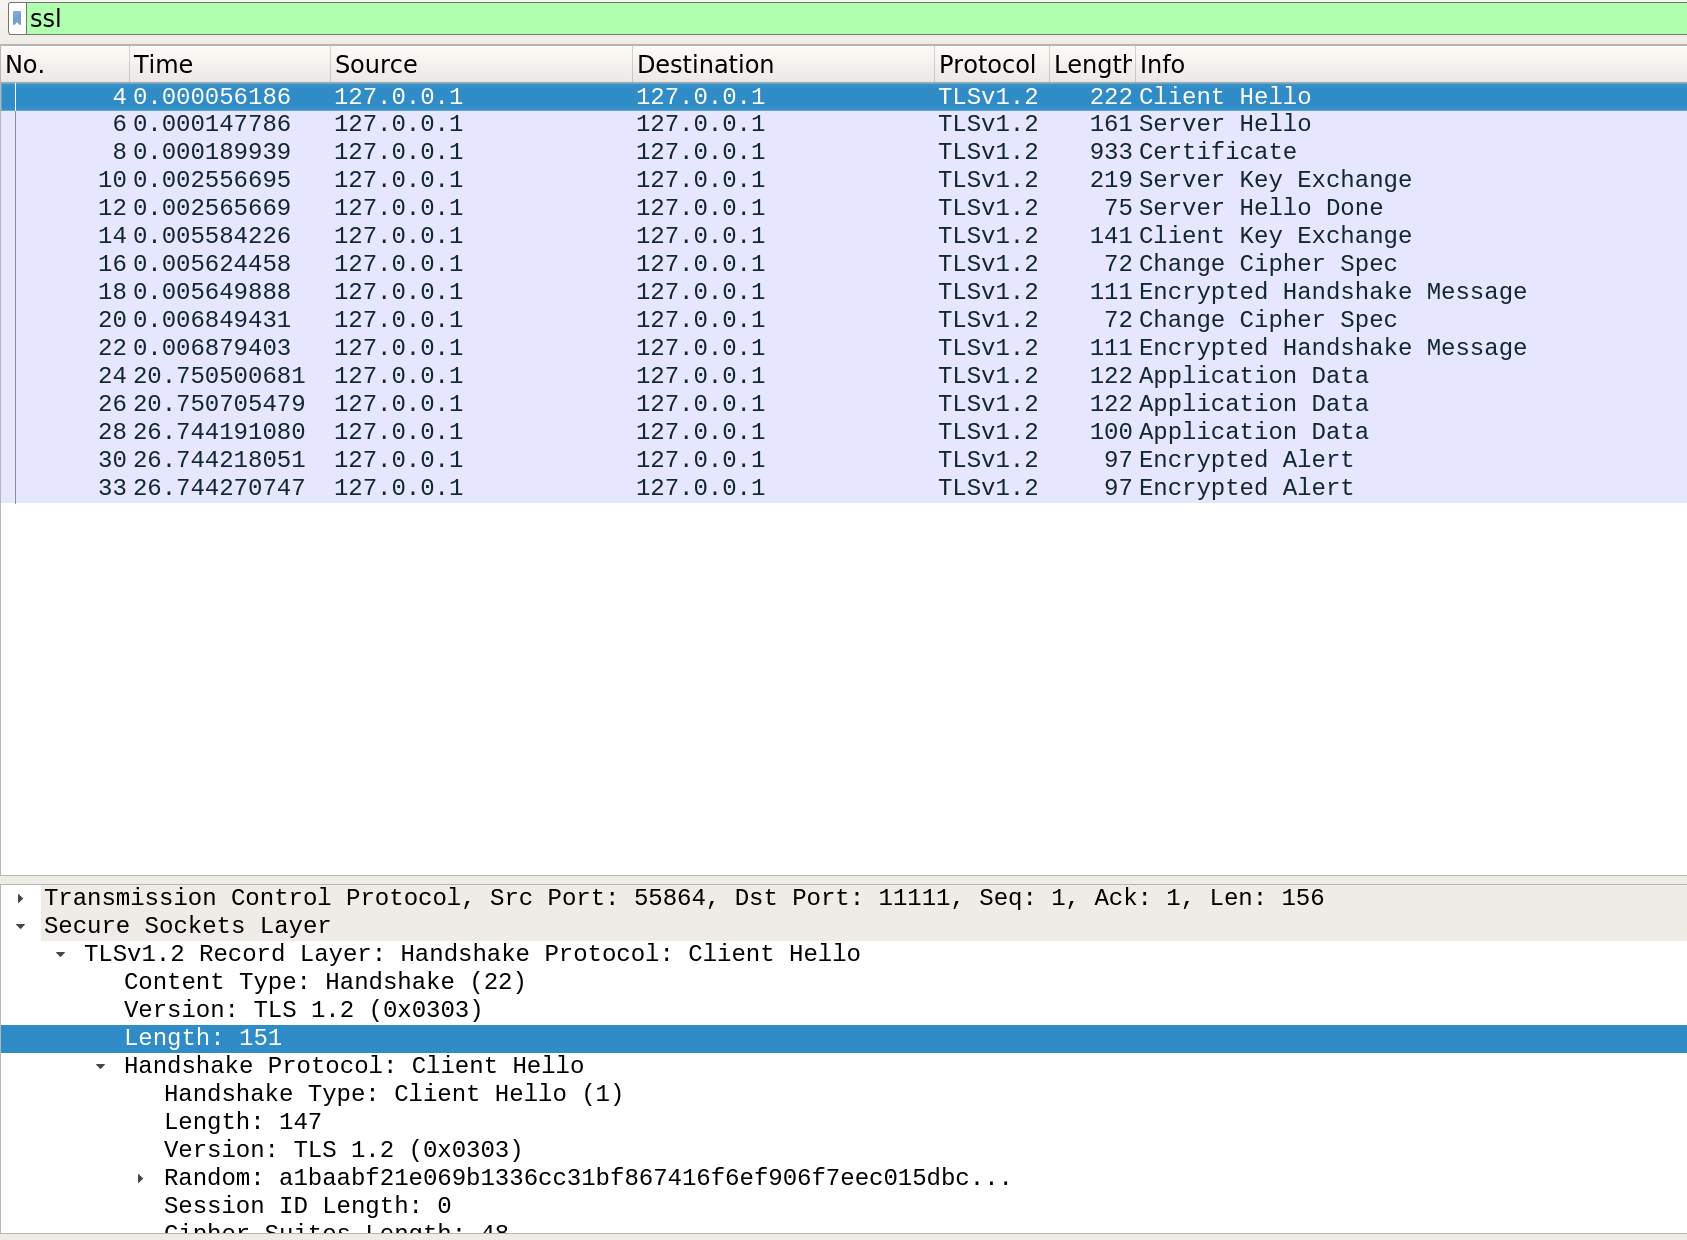 ssl
No. Time Source Destination Protocol Length Info
4 0.000056186 127.0.0.1 127.0.0.1 TLSv1.2 222 Client Hello
6 0.000147786 127.0.0.1 127.0.0.1 TLSv1.2 161 Server Hello
8 0.000189939 127.0.0.1 127.0.0.1 TLSv1.2 933 Certificate
10 0.002556695 127.0.0.1 127.0.0.1 TLSv1.2 219 Server Key Exchange
12 0.002565669 127.0.0.1 127.0.0.1 TLSv1.2 75 Server Hello Done
14 0.005584226 127.0.0.1 127.0.0.1 TLSv1.2 141 Client Key Exchange
16 0.005624458 127.0.0.1 127.0.0.1 TLSv1.2 72 Change Cipher Spec
18 0.005649888 127.0.0.1 127.0.0.1 TLSv1.2 111 Encrypted Handshake Message
20 0.006849431 127.0.0.1 127.0.0.1 TLSv1.2 72 Change Cipher Spec
22 0.006879403 127.0.0.1 127.0.0.1 TLSv1.2 111 Encrypted Handshake Message
24 20.750500681 127.0.0.1 127.0.0.1 TLSv1.2 122 Application Data
26 20.750705479 127.0.0.1 127.0.0.1 TLSv1.2 122 Application Data
28 26.744191080 127.0.0.1 127.0.0.1 TLSv1.2 100 Application Data
30 26.744218051 127.0.0.1 127.0.0.1 TLSv1.2 97 Encrypted Alert
33 26.744270747 127.0.0.1 127.0.0.1 TLSv1.2 97 Encrypted Alert
Transmission Control Protocol, Src Port: 55864, Dst Port: 11111, Seq: 1, Ack: 1, Len: 156
Secure Sockets Layer
TLSv1.2 Record Layer: Handshake Protocol: Client Hello
Content Type: Handshake (22)
Version: TLS 1.2 (0x0303)
Length: 151
Handshake Protocol: Client Hello
Handshake Type: Client Hello (1)
Length: 147
Version: TLS 1.2 (0x0303)
Random: a1baabf21e069b1336cc31bf867416f6ef906f7eec015dbc...
Session ID Length: 0
Cipher Suites Length: 48